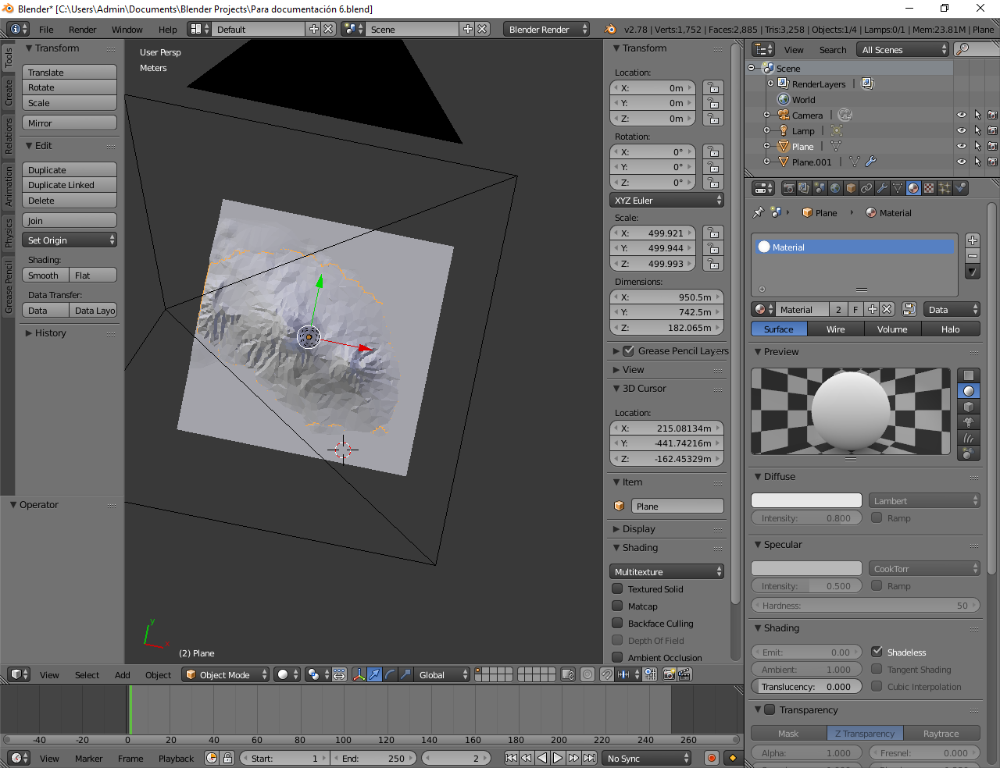 Blender* [C:\Users\Admin\Documents\Blender Projects\Para documentación 6.blend]
File Render Window Help Default Scene Blender Render v2.78 | Verts:1,752 | Faces:2,885 | Tris:3,258 | Objects:1/4 | Lamps:0/1 | Mem:23.81M | Plane
Tools
Create
Relations
Animation
Physics
Grease Pencil
Transform
Translate
Rotate
Scale
Mirror
Edit
Duplicate
Duplicate Linked
Delete
Join
Set Origin
Shading:
Smooth Flat
Data Transfer:
Data Data Layo
History
Operator
User Persp
Meters
y
x
(2) Plane
Transform
Location:
X: 0m
Y: 0m
Z: 0m
Rotation:
X: 0°
Y: 0°
Z: 0°
XYZ Euler
Scale:
X: 499.921
Y: 499.944
Z: 499.993
Dimensions:
X: 950.5m
Y: 742.5m
Z: 182.065m
Grease Pencil Layers
View
3D Cursor
Location:
X: 215.08134m
Y: -441.74216m
Z: -162.45329m
Item
Plane
Display
Shading
Multitexture
Textured Solid
Matcap
Backface Culling
Depth Of Field
Ambient Occlusion
View Search All Scenes
Scene
RenderLayers
World
Camera
Lamp
Plane
Plane.001
Plane Material
Material
Material 2 F Data
Surface Wire Volume Halo
Preview
Diffuse
Lambert
Intensity: 0.800 Ramp
Specular
CookTorr
Intensity: 0.500 Ramp
Hardness: 50
Shading
Emit: 0.00 Shadeless
Ambient: 1.000 Tangent Shading
Translucency: 0.000 Cubic Interpolation
Transparency
Mask Z Transparency Raytrace
Alpha: 1.000 Fresnel: 0.000
View Select Add Object Object Mode Global
-40 -20 0 20 40 60 80 100 120 140 160 180 200 220 240 260
View Marker Frame Playback Start: 1 End: 250 2 No Sync